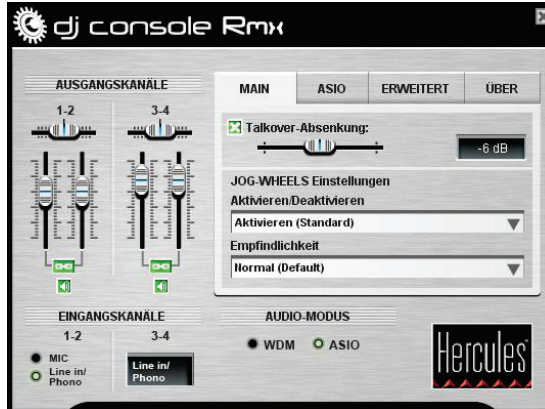 dj console Rmx
AUSGANGSKANÄLE
1-2
3-4
MAIN
ASIO
ERWEITERT
ÜBER
Talkover-Absenkung:
-6 dB
JOG-WHEELS Einstellungen
Aktivieren/Deaktivieren
Aktivieren (Standard)
Empfindlichkeit
Normal (Default)
EINGANGSKANÄLE
1-2
3-4
MIC
Line in/
Phono
Line in/
Phono
AUDIO-MODUS
WDM
ASIO
Hercules